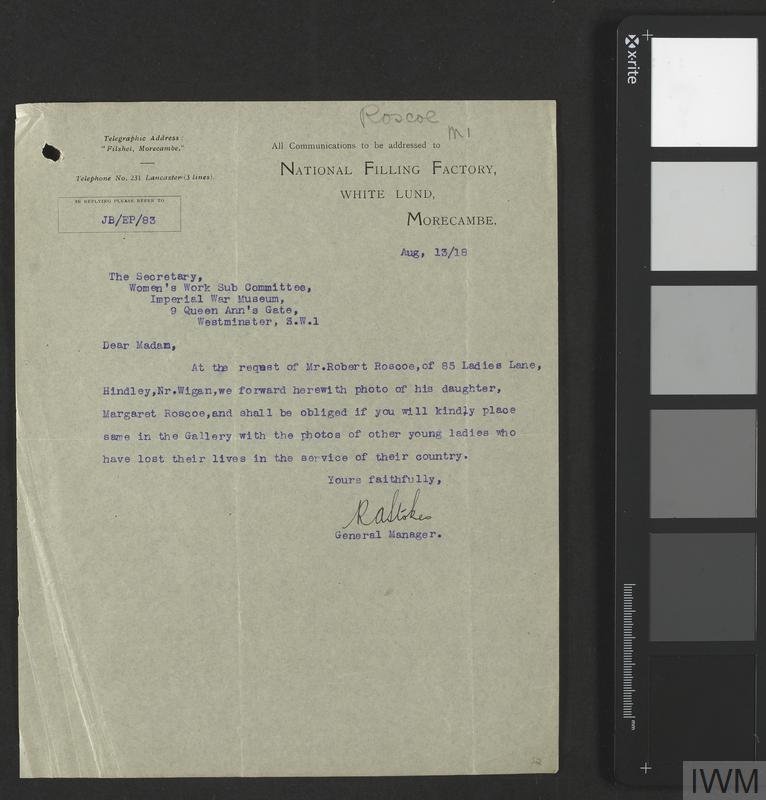 Roscoe
M1
Telegraphic Address:
"Filshel, Morecambe."
Telephone No. 231 Lancaster (3 lines).
IN REPLYING PLEASE REFER TO
JB/EP/83
All Communications to be addressed to
NATIONAL FILLING FACTORY,
WHITE LUND,
MORECAMBE.
Aug, 13/18
The Secretary,
Women's Work Sub Committee,
Imperial War Museum,
9 Queen Ann's Gate,
Westminster, S.W.1
Dear Madam,
At the requst of Mr.Robert Roscoe,of 85 Ladies Lane,
Hindley,Nr.Wigan,we forward herewith photo of his daughter,
Margaret Roscoe,and shall be obliged if you will kindly place
same in the Gallery with the photos of other young ladies who
have lost their lives in the service of their country.
Yours faithfully,
RAStokes
General Manager.
x-rite
mm
IWM